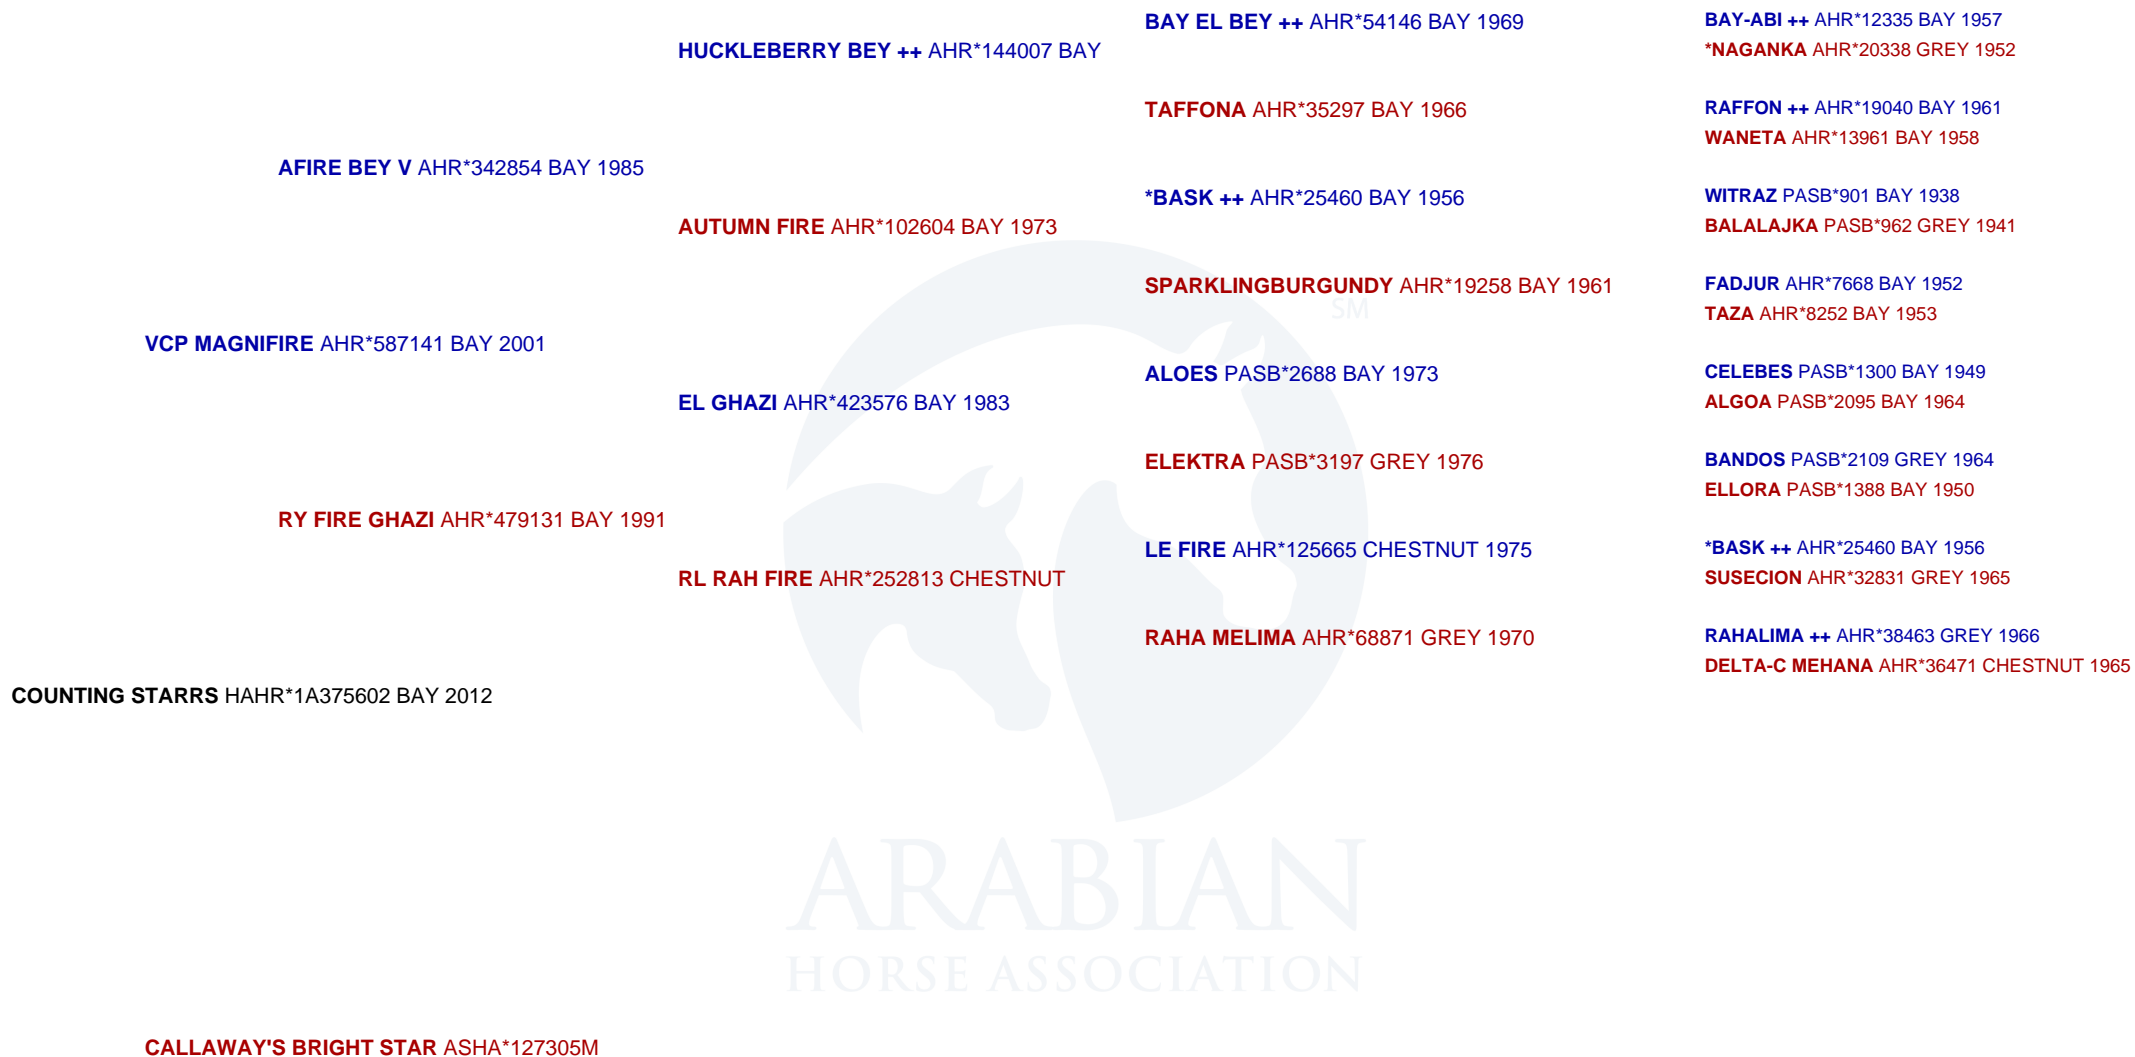 BAY EL BEY ++ AHR*54146 BAY 1969
BAY-ABI ++ AHR*12335 BAY 1957
HUCKLEBERRY BEY ++ AHR*144007 BAY
*NAGANKA AHR*20338 GREY 1952
TAFFONA AHR*35297 BAY 1966
RAFFON ++ AHR*19040 BAY 1961
WANETA AHR*13961 BAY 1958
AFIRE BEY V AHR*342854 BAY 1985
*BASK ++ AHR*25460 BAY 1956
WITRAZ PASB*901 BAY 1938
AUTUMN FIRE AHR*102604 BAY 1973
BALALAJKA PASB*962 GREY 1941
SPARKLINGBURGUNDY AHR*19258 BAY 1961
FADJUR AHR*7668 BAY 1952
SM
TAZA AHR*8252 BAY 1953
VCP MAGNIFIRE AHR*587141 BAY 2001
ALOES PASB*2688 BAY 1973
CELEBES PASB*1300 BAY 1949
EL GHAZI AHR*423576 BAY 1983
ALGOA PASB*2095 BAY 1964
ELEKTRA PASB*3197 GREY 1976
BANDOS PASB*2109 GREY 1964
ELLORA PASB*1388 BAY 1950
RY FIRE GHAZI AHR*479131 BAY 1991
LE FIRE AHR*125665 CHESTNUT 1975
*BASK ++ AHR*25460 BAY 1956
RL RAH FIRE AHR*252813 CHESTNUT
SUSECION AHR*32831 GREY 1965
RAHA MELIMA AHR*68871 GREY 1970
RAHALIMA ++ AHR*38463 GREY 1966
DELTA-C MEHANA AHR*36471 CHESTNUT 1965
COUNTING STARRS HAHR*1A375602 BAY 2012
ARABIAN
HORSE ASSOCIATION
CALLAWAY'S BRIGHT STAR ASHA*127305M